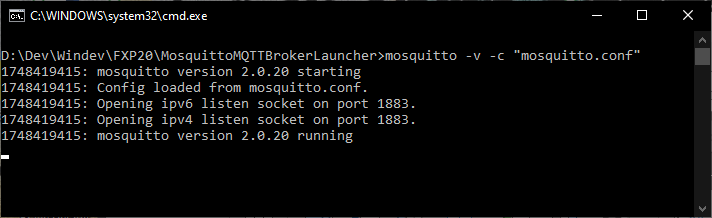 C:\WINDOWS\system32\cmd.exe
D:\Dev\Windev\FXP20\MosquittoMQTTBrokerLauncher>mosquitto -v -c "mosquitto.conf"
1748419415: mosquitto version 2.0.20 starting
1748419415: Config loaded from mosquitto.conf.
1748419415: Opening ipv6 listen socket on port 1883.
1748419415: Opening ipv4 listen socket on port 1883.
1748419415: mosquitto version 2.0.20 running